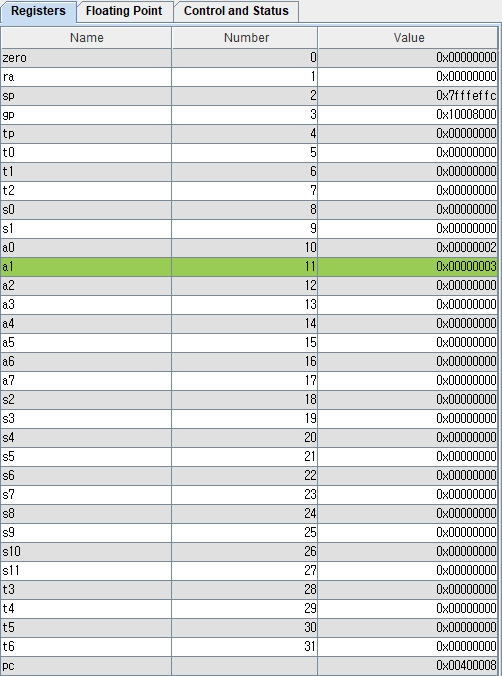 Registers Floating Point Control and Status
Name Number Value
zero 0 0x00000000
ra 1 0x00000000
sp 2 0x7fffeffc
gp 3 0x10008000
tp 4 0x00000000
t0 5 0x00000000
t1 6 0x00000000
t2 7 0x00000000
s0 8 0x00000000
s1 9 0x00000000
a0 10 0x00000002
a1 11 0x00000003
a2 12 0x00000000
a3 13 0x00000000
a4 14 0x00000000
a5 15 0x00000000
a6 16 0x00000000
a7 17 0x00000000
s2 18 0x00000000
s3 19 0x00000000
s4 20 0x00000000
s5 21 0x00000000
s6 22 0x00000000
s7 23 0x00000000
s8 24 0x00000000
s9 25 0x00000000
s10 26 0x00000000
s11 27 0x00000000
t3 28 0x00000000
t4 29 0x00000000
t5 30 0x00000000
t6 31 0x00000000
pc 0x00400008